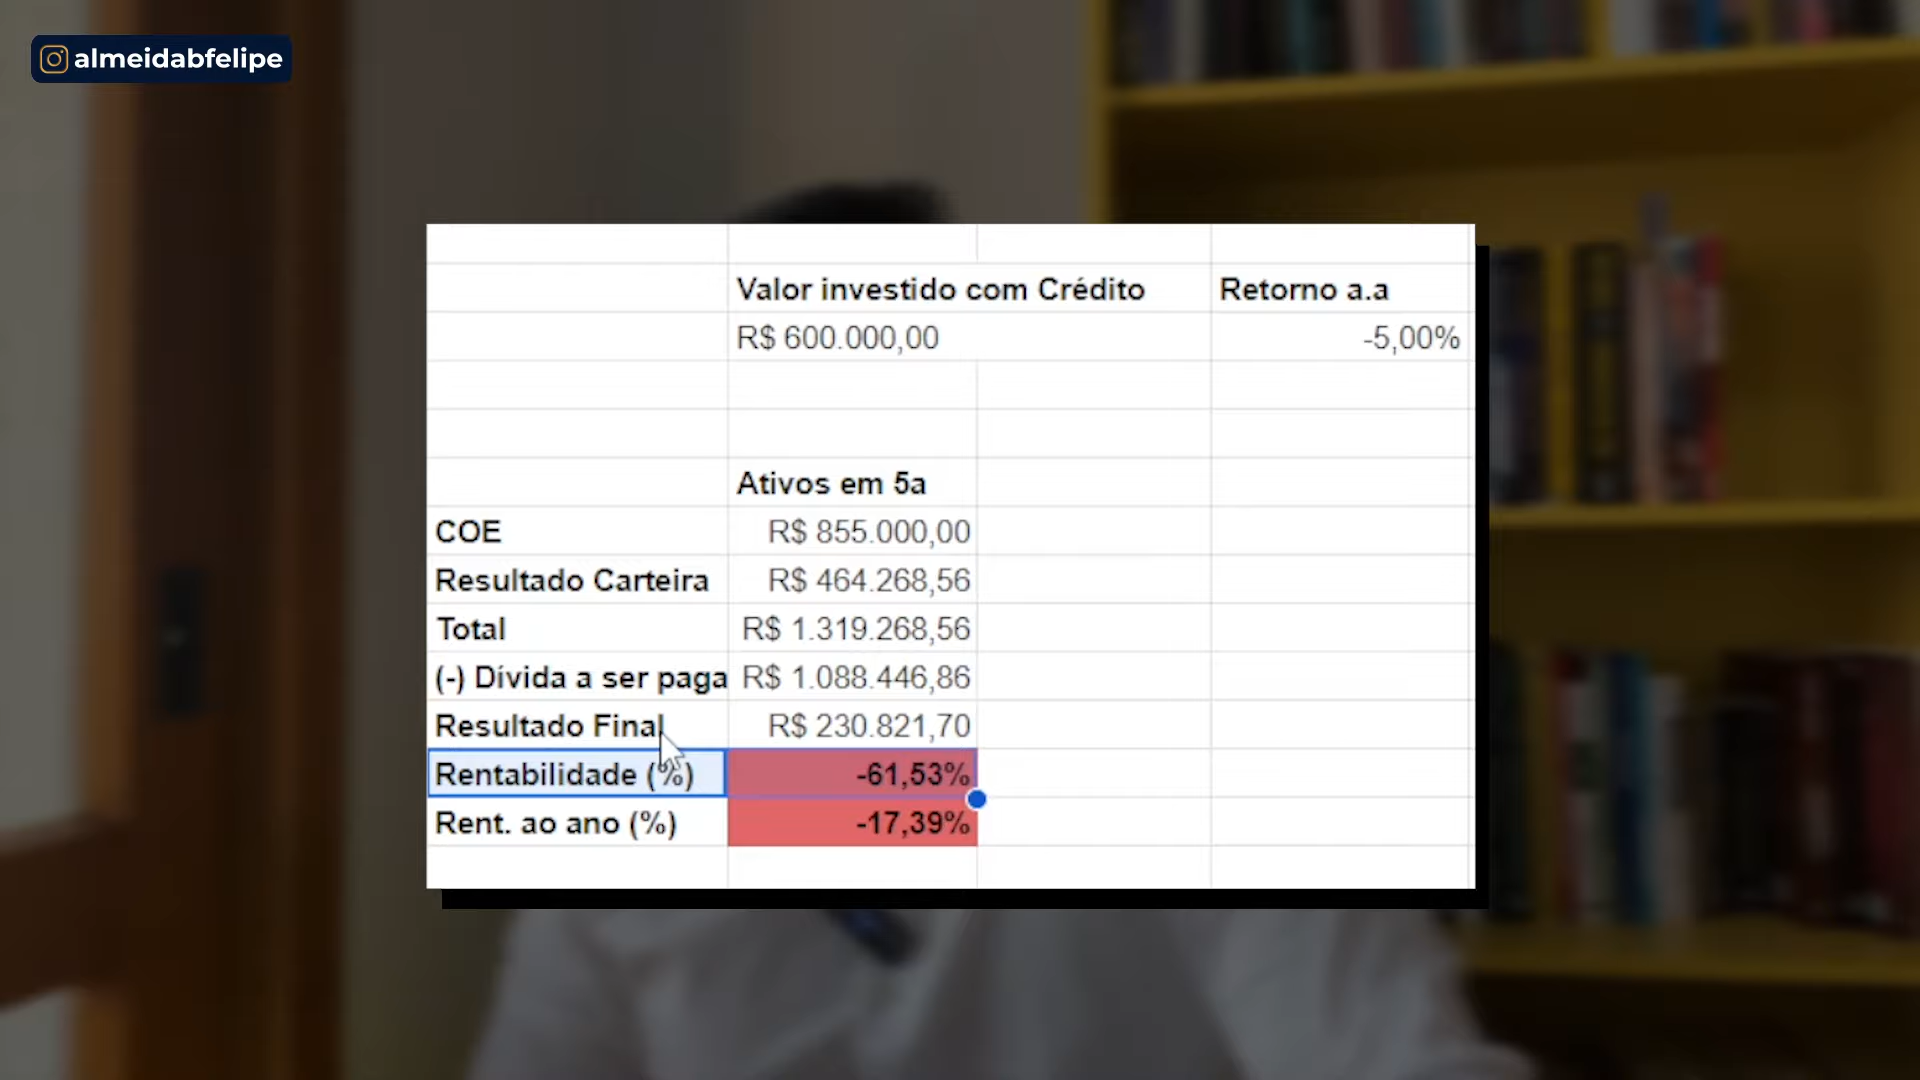 almeidabfelipe
Valor investido com Crédito Retorno a.a
R$ 600.000,00 -5,00%
Ativos em 5a
COE R$ 855.000,00
Resultado Carteira R$ 464.268,56
Total R$ 1.319.268,56
(-) Dívida a ser paga R$ 1.088.446,86
Resultado Final R$ 230.821,70
Rentabilidade (%) -61,53%
Rent. ao ano (%) -17,39%